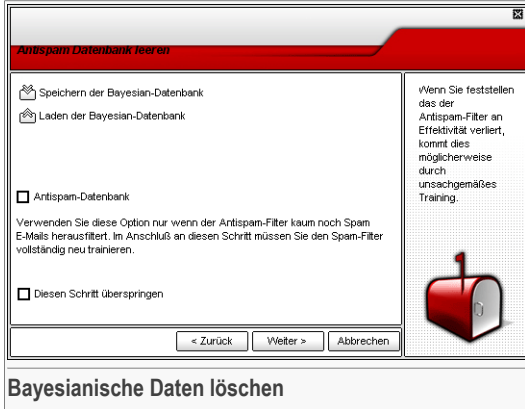 Antispam Datenbank leeren
Speichern der Bayesian-Datenbank
Laden der Bayesian-Datenbank
Antispam-Datenbank
Verwenden Sie diese Option nur wenn der Antispam-Filter kaum noch Spam
E-Mails herausfiltert. Im Anschluß an diesen Schritt müssen Sie den Spam-Filter
vollständig neu trainieren.
Diesen Schritt überspringen
Wenn Sie feststellen
das der
Antispam-Filter an
Effektivität verliert,
kommt dies
möglicherweise
durch
unsachgemäßes
Training.
< Zurück
Weiter >
Abbrechen
Bayesianische Daten löschen